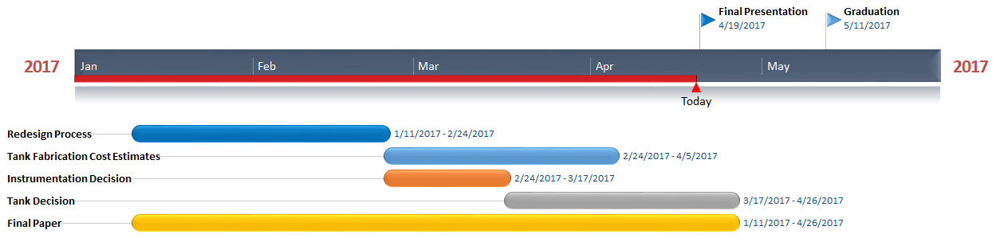 Final Presentation
4/19/2017
Graduation
5/11/2017
2017
Jan
Feb
Mar
Apr
May
2017
Today
Redesign Process
1/11/2017 - 2/24/2017
Tank Fabrication Cost Estimates
2/24/2017 - 4/5/2017
Instrumentation Decision
2/24/2017 - 3/17/2017
Tank Decision
3/17/2017 - 4/26/2017
Final Paper
1/11/2017 - 4/26/2017